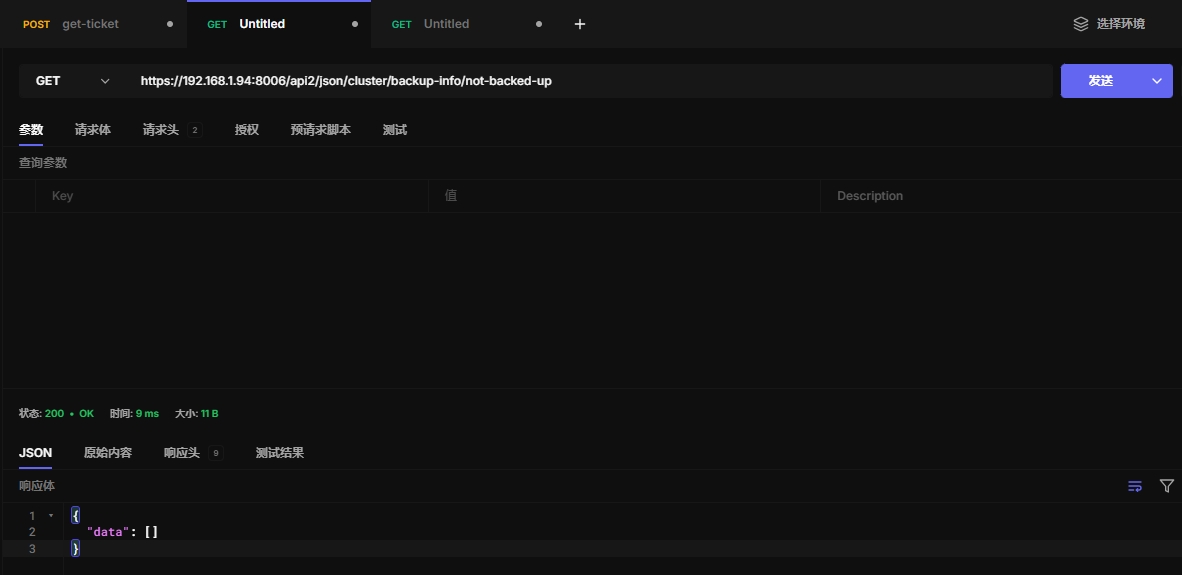 POST get-ticket GET Untitled GET Untitled + 选择环境
GET https://192.168.1.94:8006/api2/json/cluster/backup-info/not-backed-up 发送
参数 请求体 请求头 2 授权 预请求脚本 测试
查询参数
Key 值 Description
状态: 200 • OK 时间: 9 ms 大小: 11 B
JSON 原始内容 响应头 9 测试结果
响应体
1 {
2 "data": []
3 }